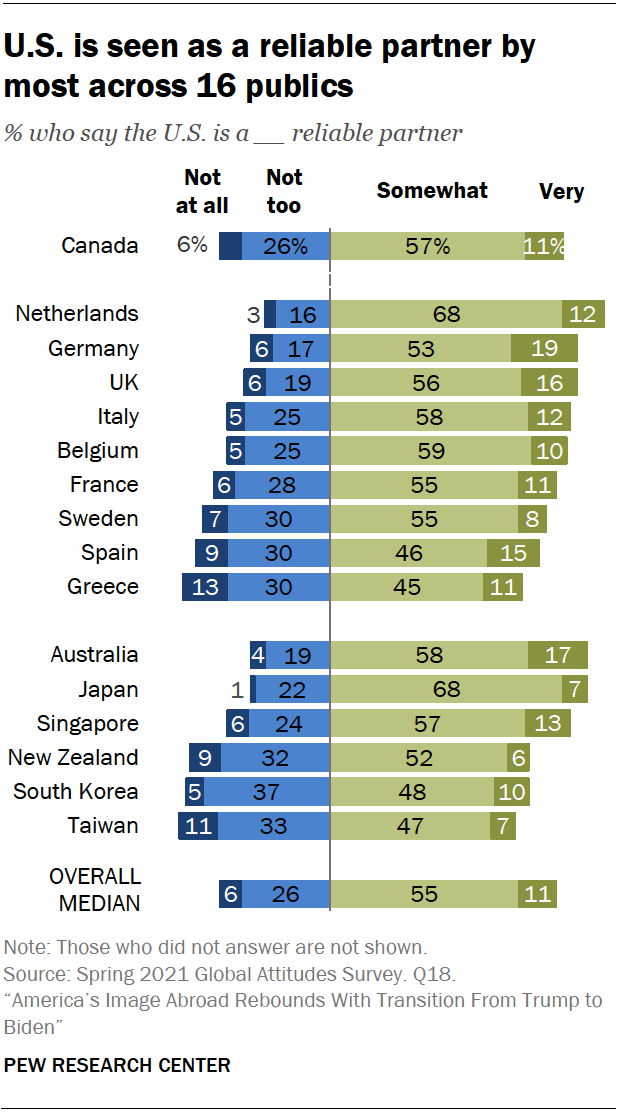 U.S. is seen as a reliable partner by
most across 16 publics
% who say the U.S. is a __ reliable partner
Not at all Not too Somewhat Very
Canada 6% 26% 57% 11%
Netherlands 3 16 68 12
Germany 6 17 53 19
UK 6 19 56 16
Italy 5 25 58 12
Belgium 5 25 59 10
France 6 28 55 11
Sweden 7 30 55 8
Spain 9 30 46 15
Greece 13 30 45 11
Australia 4 19 58 17
Japan 1 22 68 7
Singapore 6 24 57 13
New Zealand 9 32 52 6
South Korea 5 37 48 10
Taiwan 11 33 47 7
OVERALL
MEDIAN 6 26 55 11
Note: Those who did not answer are not shown.
Source: Spring 2021 Global Attitudes Survey. Q18.
“America’s Image Abroad Rebounds With Transition From Trump to
Biden”
PEW RESEARCH CENTER